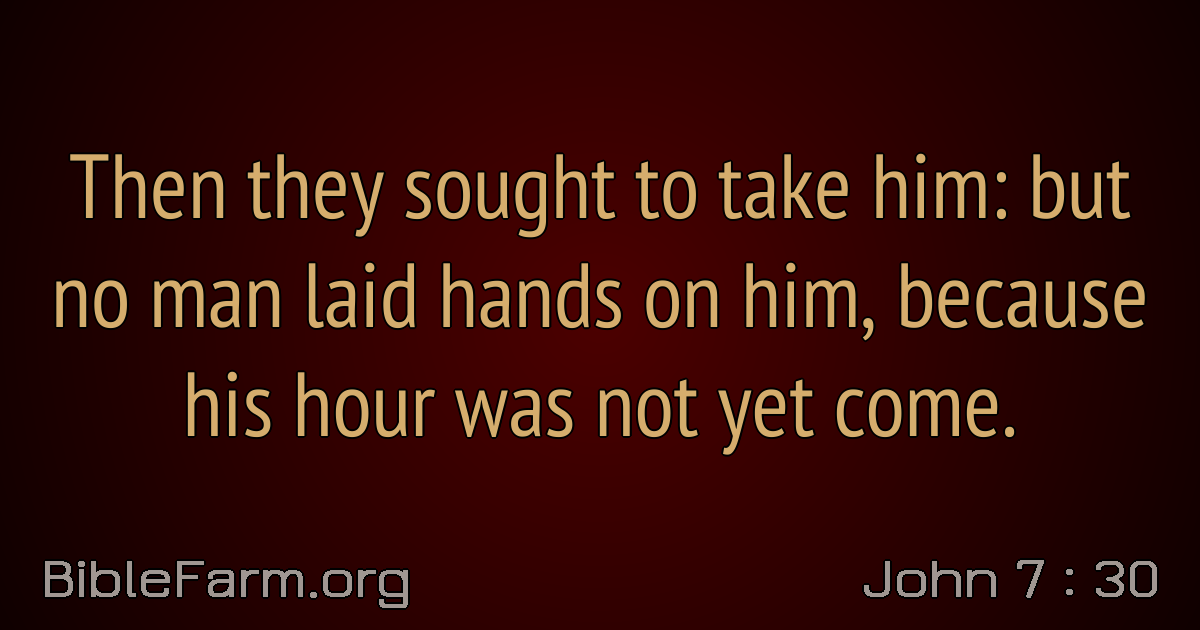 Then they sought to take him: but
no man laid hands on him, because
his hour was not yet come.
BibleFarm.org
John 7 : 30